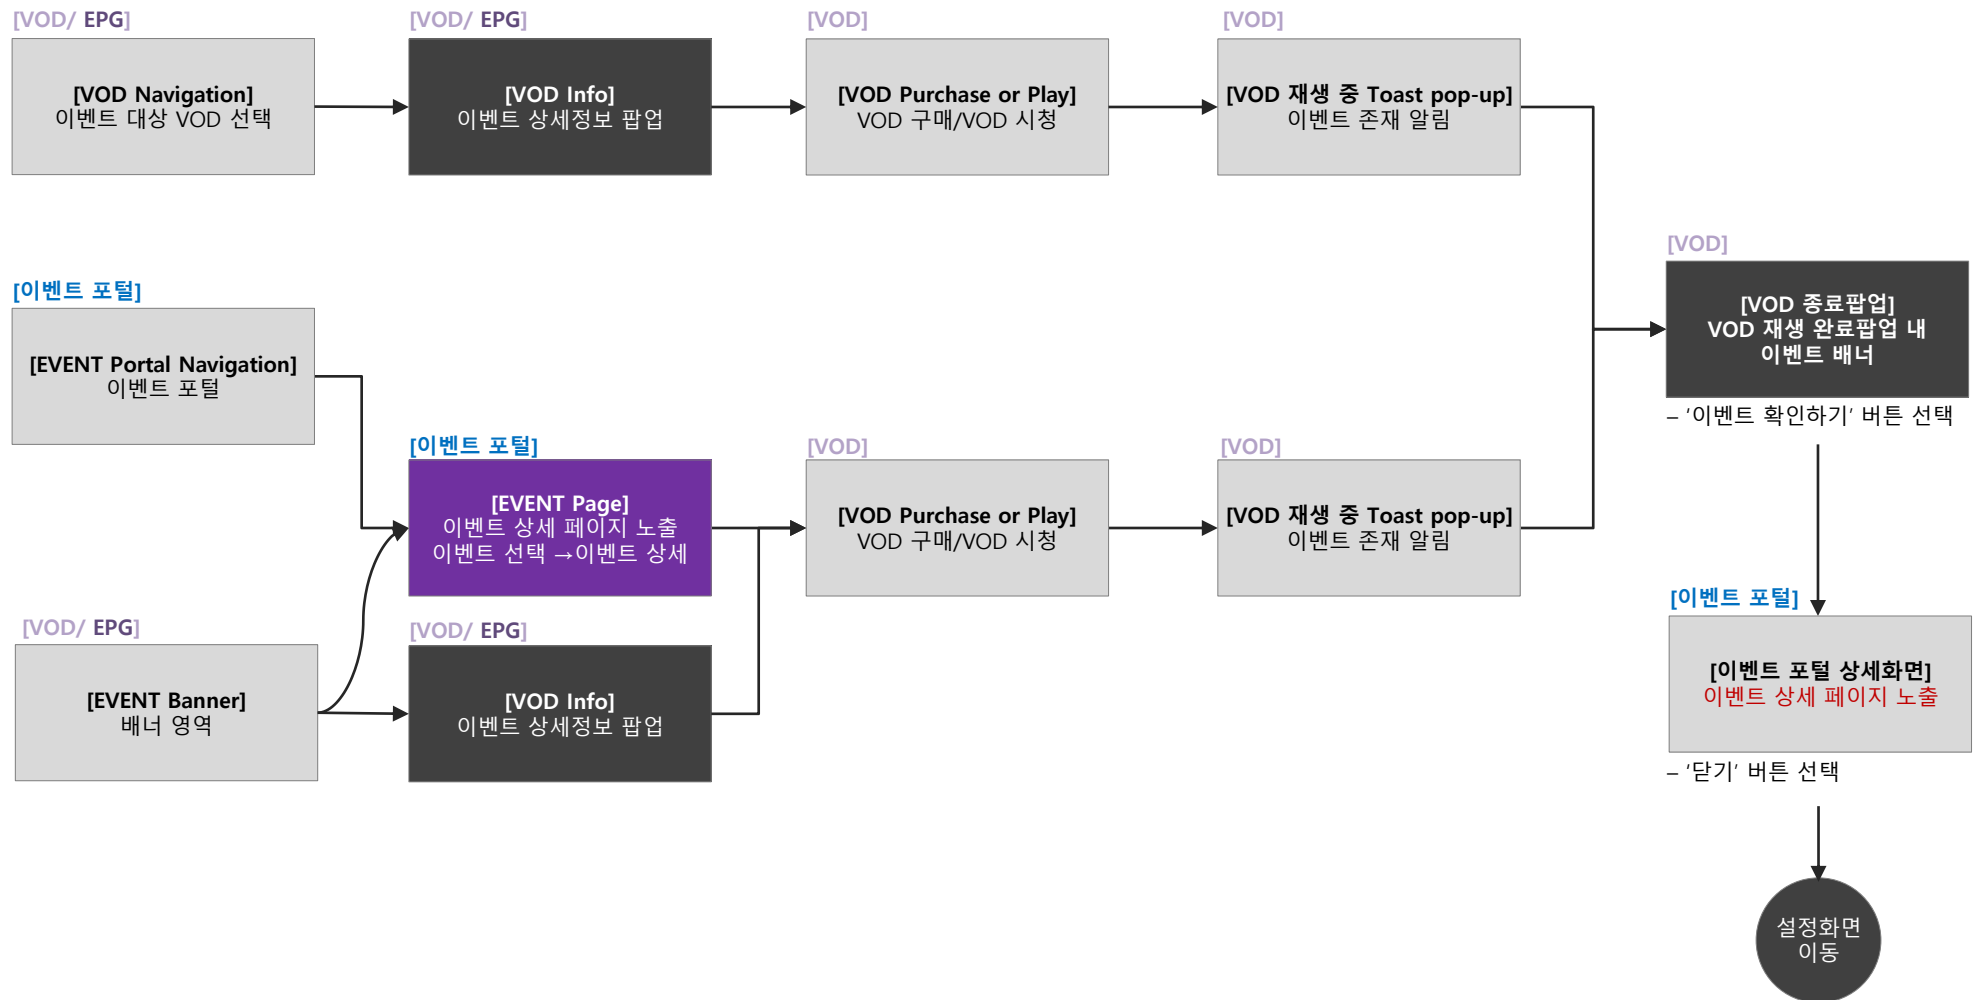 [VOD/ EPG]
[VOD Navigation]
이벤트 대상 VOD 선택
[VOD/ EPG]
[VOD Info]
이벤트 상세정보 팝업
[VOD]
[VOD Purchase or Play]
VOD 구매/VOD 시청
[VOD]
[VOD 재생 중 Toast pop-up]
이벤트 존재 알림
[VOD]
[VOD 종료팝업]
VOD 재생 완료팝업 내
이벤트 배너
– '이벤트 확인하기' 버튼 선택
[이벤트 포털]
[EVENT Portal Navigation]
이벤트 포털
[이벤트 포털]
[EVENT Page]
이벤트 상세 페이지 노출
이벤트 선택 →이벤트 상세
[VOD]
[VOD Purchase or Play]
VOD 구매/VOD 시청
[VOD]
[VOD 재생 중 Toast pop-up]
이벤트 존재 알림
[VOD/ EPG]
[EVENT Banner]
배너 영역
[VOD/ EPG]
[VOD Info]
이벤트 상세정보 팝업
[이벤트 포털]
[이벤트 포털 상세화면]
이벤트 상세 페이지 노출
– '닫기' 버튼 선택
설정화면
이동